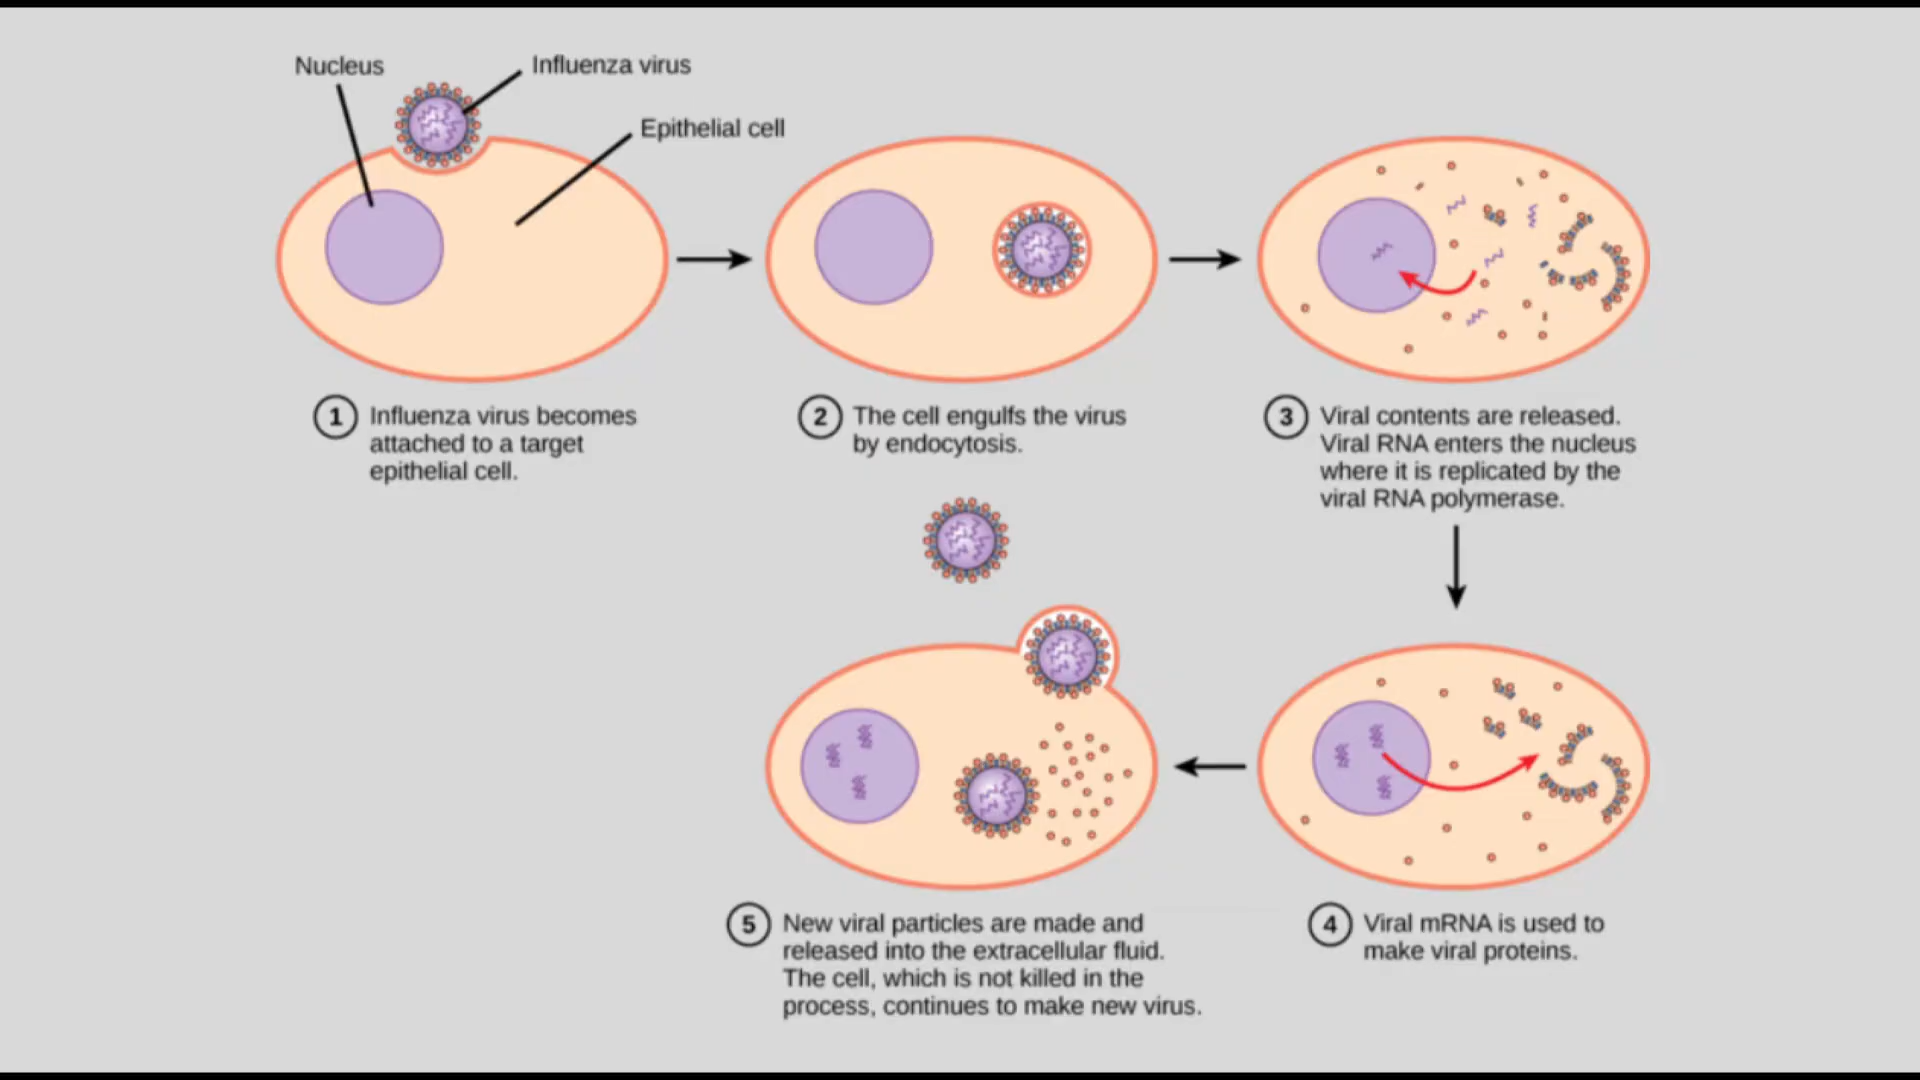 Nucleus
Influenza virus
Epithelial cell
1 Influenza virus becomes
attached to a target
epithelial cell.
2 The cell engulfs the virus
by endocytosis.
3 Viral contents are released.
Viral RNA enters the nucleus
where it is replicated by the
viral RNA polymerase.
4 Viral mRNA is used to
make viral proteins.
5 New viral particles are made and
released into the extracellular fluid.
The cell, which is not killed in the
process, continues to make new virus.